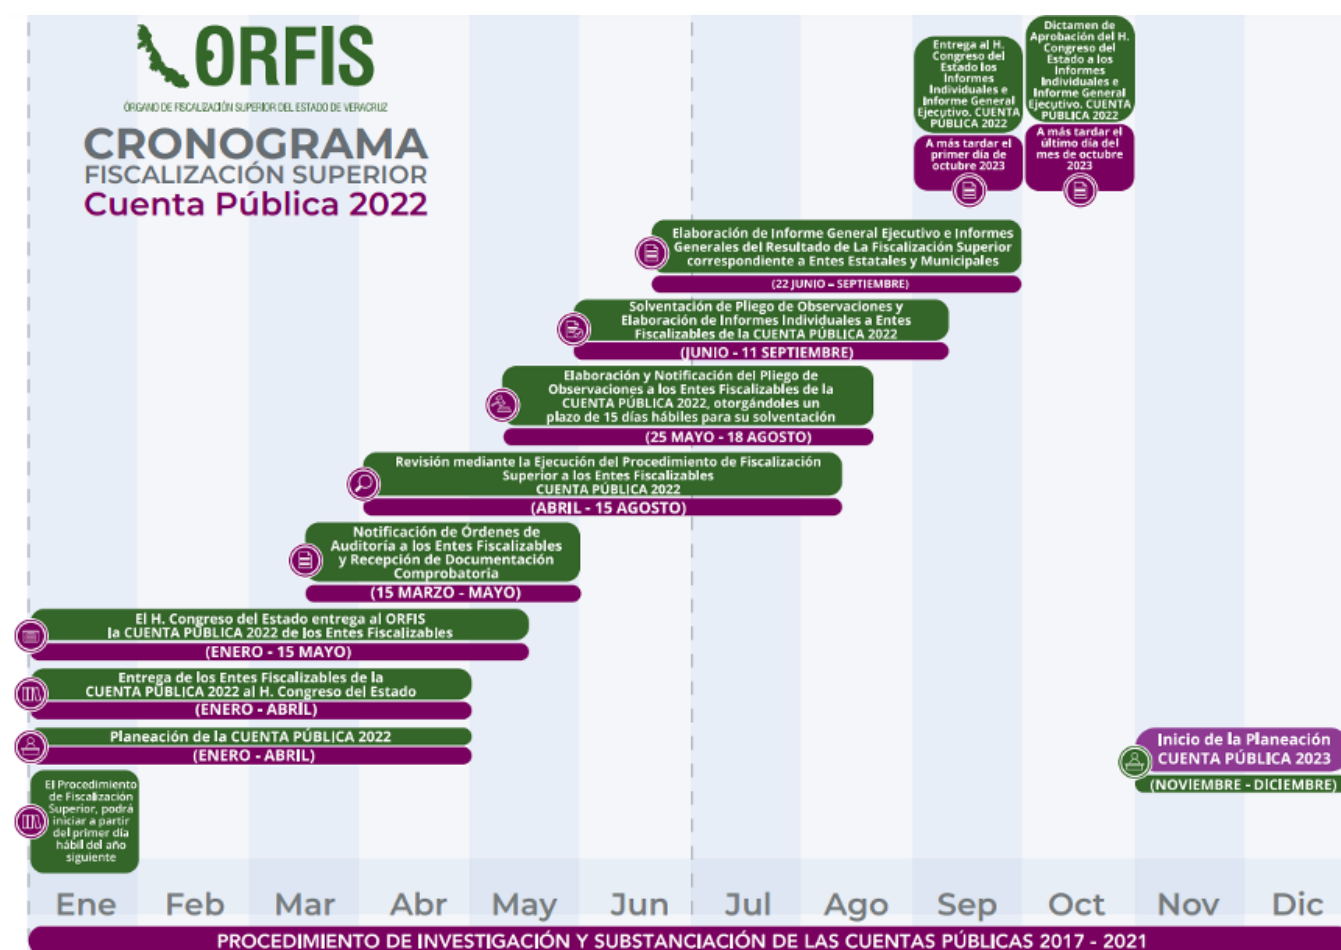 ORFIS
ÓRGANO DE FISCALIZACIÓN SUPERIOR DEL ESTADO DE VERACRUZ
CRONOGRAMA
FISCALIZACIÓN SUPERIOR
Cuenta Pública 2022
Entrega al H.
Congreso del
Estado los
Informes
Individuales e
Informe General
Ejecutivo. CUENTA
PÚBLICA 2022
A más tardar el
primer día de
octubre 2023
Dictamen de
Aprobación del H.
Congreso del
Estado a los
Informes
Individuales e
Informe General
Ejecutivo. CUENTA
PÚBLICA 2022
A más tardar el
último día del
mes de octubre
2023
Elaboración de Informe General Ejecutivo e Informes
Generales del Resultado de La Fiscalización Superior
correspondiente a Entes Estatales y Municipales
(22 JUNIO – SEPTIEMBRE)
Solventación de Pliego de Observaciones y
Elaboración de Informes Individuales a Entes
Fiscalizables de la CUENTA PÚBLICA 2022
(JUNIO - 11 SEPTIEMBRE)
Elaboración y Notificación del Pliego de
Observaciones a los Entes Fiscalizables de la
CUENTA PÚBLICA 2022, otorgándoles un
plazo de 15 días hábiles para su solventación
(25 MAYO - 18 AGOSTO)
Revisión mediante la Ejecución del Procedimiento de Fiscalización
Superior a los Entes Fiscalizables
CUENTA PÚBLICA 2022
(ABRIL - 15 AGOSTO)
Notificación de Órdenes de
Auditoría a los Entes Fiscalizables
y Recepción de Documentación
Comprobatoria
(15 MARZO - MAYO)
El H. Congreso del Estado entrega al ORFIS
la CUENTA PÚBLICA 2022 de los Entes Fiscalizables
(ENERO - 15 MAYO)
Entrega de los Entes Fiscalizables de la
CUENTA PÚBLICA 2022 al H. Congreso del Estado
(ENERO - ABRIL)
Planeación de la CUENTA PÚBLICA 2022
(ENERO - ABRIL)
Inicio de la Planeación
CUENTA PÚBLICA 2023
(NOVIEMBRE - DICIEMBRE)
El Procedimiento
de Fiscalización
Superior, podrá
iniciar a partir
del primer día
hábil del año
siguiente
Ene Feb Mar Abr May Jun Jul Ago Sep Oct Nov Dic
PROCEDIMIENTO DE INVESTIGACIÓN Y SUBSTANCIACIÓN DE LAS CUENTAS PÚBLICAS 2017 - 2021